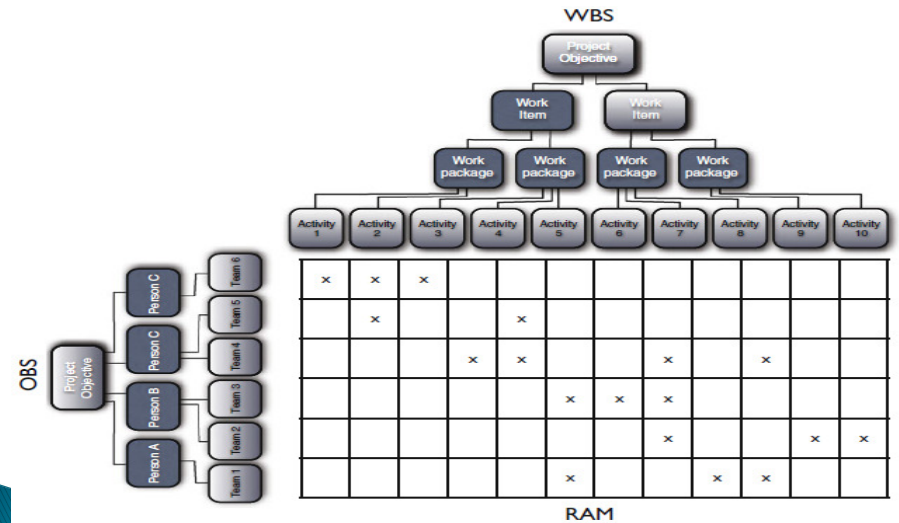 WBS
Project
Objective
Work
Item
Work
Item
Work
package
Work
package
Work
package
Work
package
Activity
1
Activity
2
Activity
3
Activity
4
Activity
5
Activity
6
Activity
7
Activity
8
Activity
9
Activity
10
OBS
Project
Objective
Person C
Person C
Person B
Person A
Team 6
Team 5
Team 4
Team 3
Team 2
Team 1
x x x
x x
x x x x
x x x
x x x
x x x
RAM